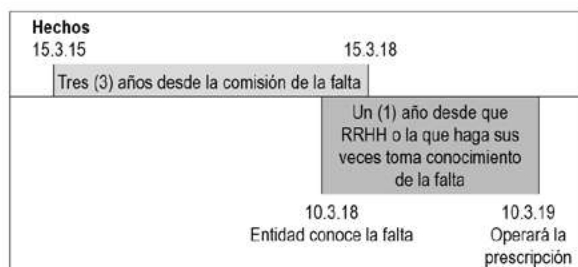 Hechos
15.3.15 15.3.18
Tres (3) años desde la comisión de la falta
Un (1) año desde que
RRHH o la que haga sus
veces toma conocimiento
de la falta
10.3.18 10.3.19
Entidad conoce la falta Operará la
prescripción